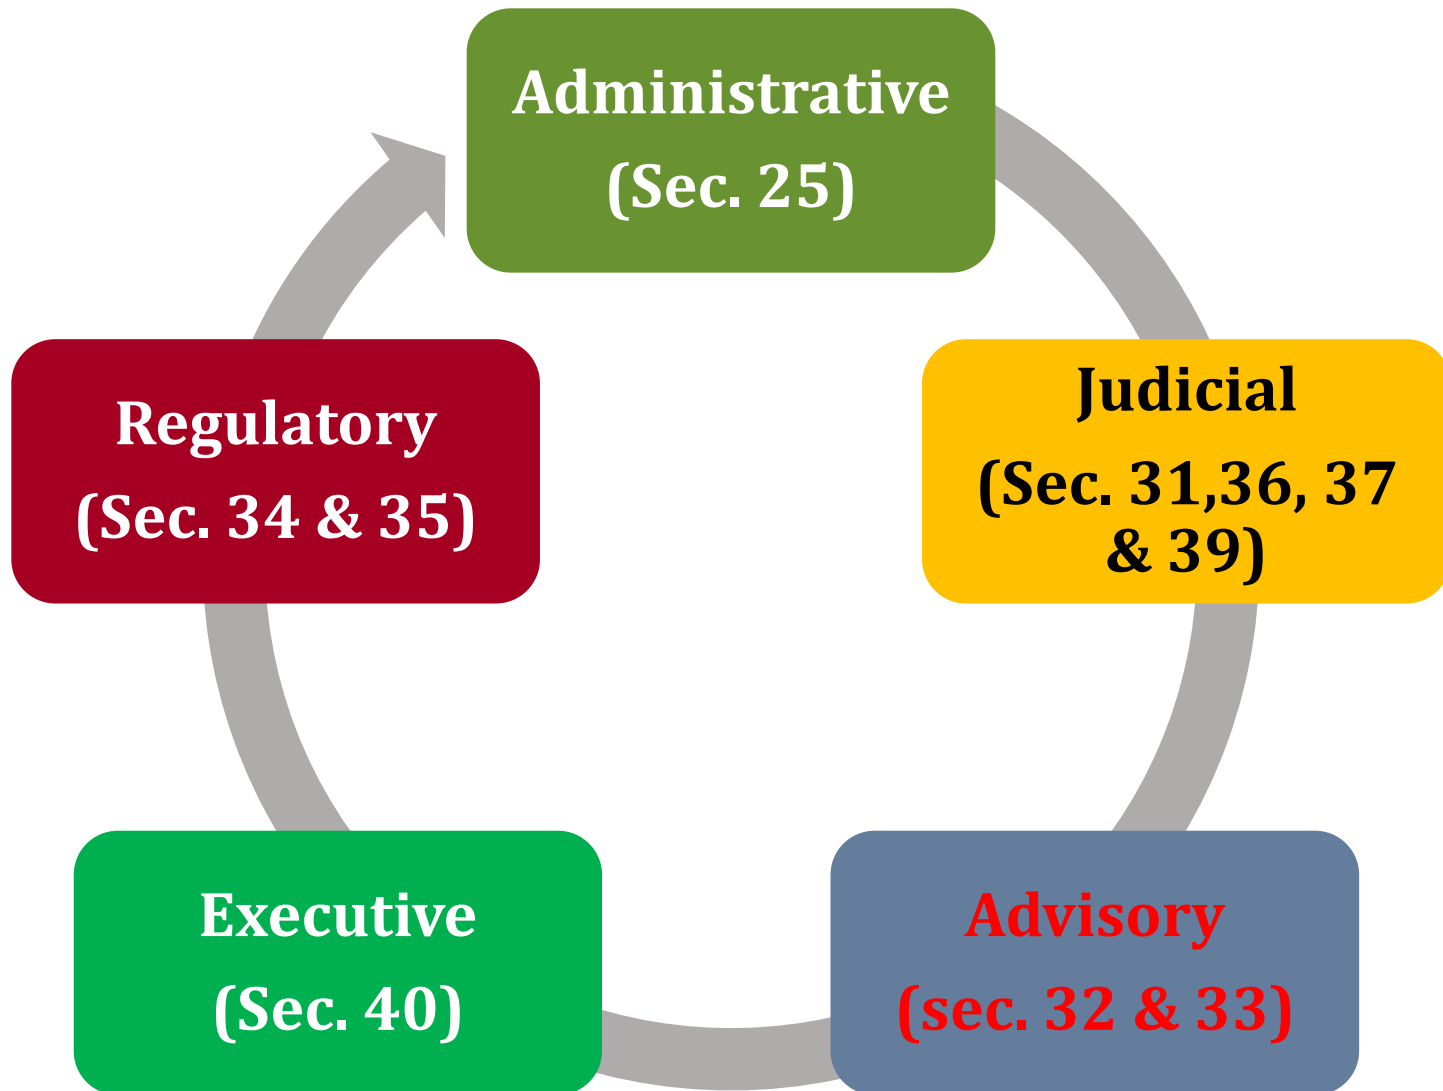 Administrative
(Sec. 25)
Judicial
(Sec. 31,36, 37
& 39)
Advisory
(sec. 32 & 33)
Executive
(Sec. 40)
Regulatory
(Sec. 34 & 35)